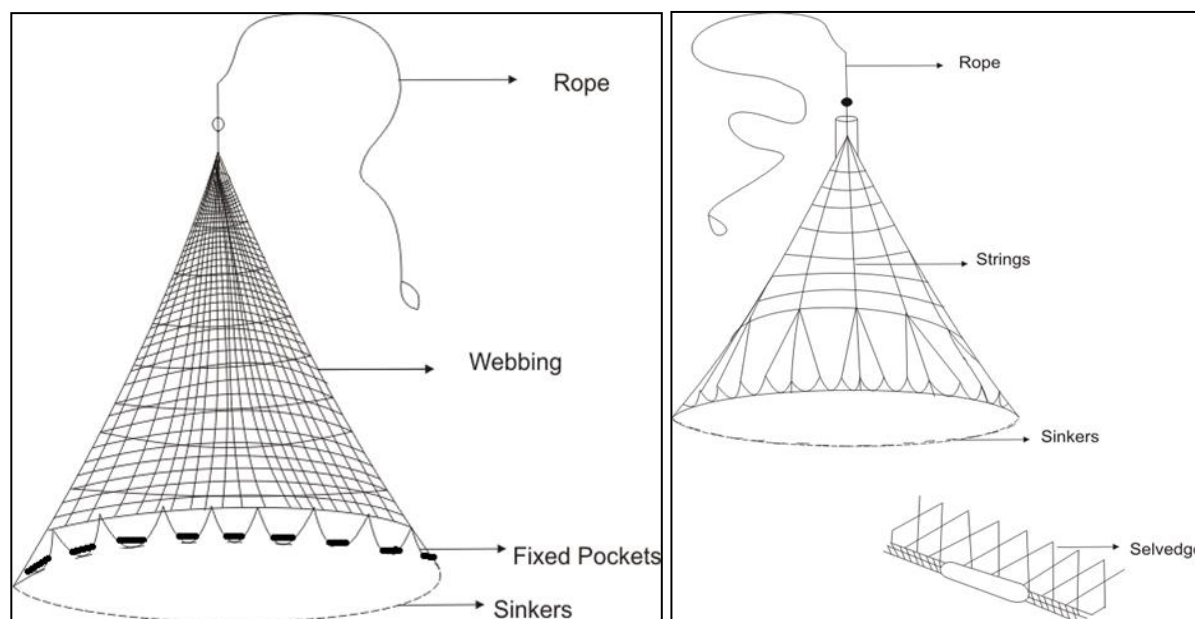 Rope
Webbing
Fixed Pockets
Sinkers
Rope
Strings
Sinkers
Selvedge